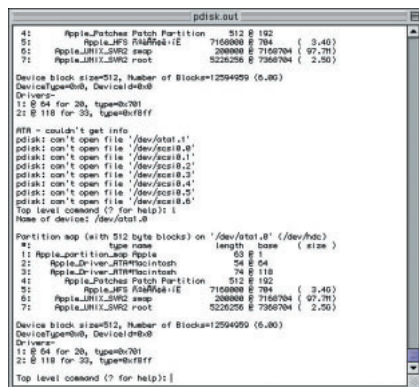 pdisk.out
4: Apple_Patches Patch Partition 512 @ 192
5: Apple_HFS 7168000 @ 704 ( 3.4G)
6: Apple_UNIX_SVR2 swap 200000 @ 7168704 ( 97.7M)
7: Apple_UNIX_SVR2 root 5226256 @ 7368704 ( 2.5G)
Device block size=512, Number of Blocks=12594959 (6.0G)
DeviceType=0x0, DeviceId=0x0
Drivers-
1: @ 64 for 20, type=0x701
2: @ 118 for 33, type=0xf8ff
ATA - couldn't get info
pdisk: can't open file '/dev/ata1.1'
pdisk: can't open file '/dev/scsi0.0'
pdisk: can't open file '/dev/scsi0.1'
pdisk: can't open file '/dev/scsi0.2'
pdisk: can't open file '/dev/scsi0.3'
pdisk: can't open file '/dev/scsi0.4'
pdisk: can't open file '/dev/scsi0.5'
pdisk: can't open file '/dev/scsi0.6'
Top level command (? for help): l
Name of device: /dev/ata1.0
Partition map (with 512 byte blocks) on '/dev/ata1.0' (/dev/hdc)
#: type name length base ( size )
1: Apple_partition_map Apple 63 @ 1
2: Apple_Driver_ATA*Macintosh 54 @ 64
3: Apple_Driver_ATA*Macintosh 74 @ 118
4: Apple_Patches Patch Partition 512 @ 192
5: Apple_HFS 7168000 @ 704 ( 3.4G)
6: Apple_UNIX_SVR2 swap 200000 @ 7168704 ( 97.7M)
7: Apple_UNIX_SVR2 root 5226256 @ 7368704 ( 2.5G)
Device block size=512, Number of Blocks=12594959 (6.0G)
DeviceType=0x0, DeviceId=0x0
Drivers-
1: @ 64 for 20, type=0x701
2: @ 118 for 33, type=0xf8ff
Top level command (? for help):